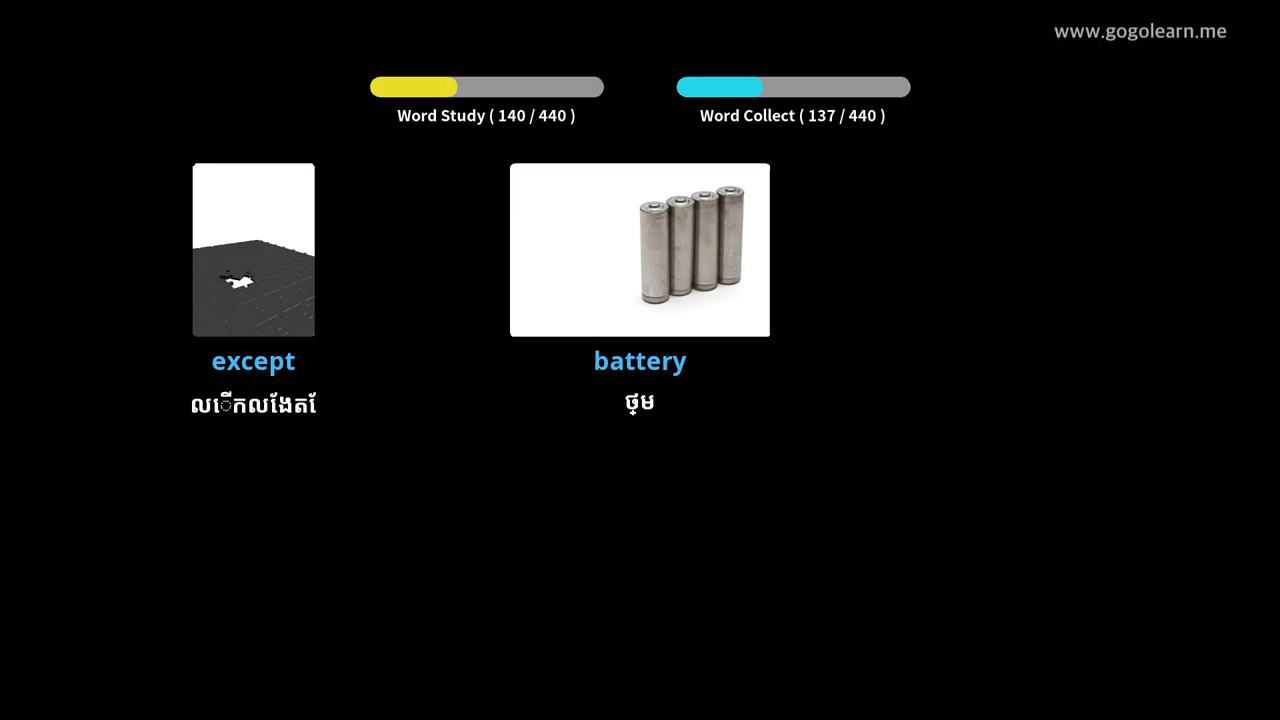 www.gogolearn.me
Word Study ( 140 / 440 )
Word Collect ( 137 / 440 )
except
battery
លើកលែងតែ
ថ្ម